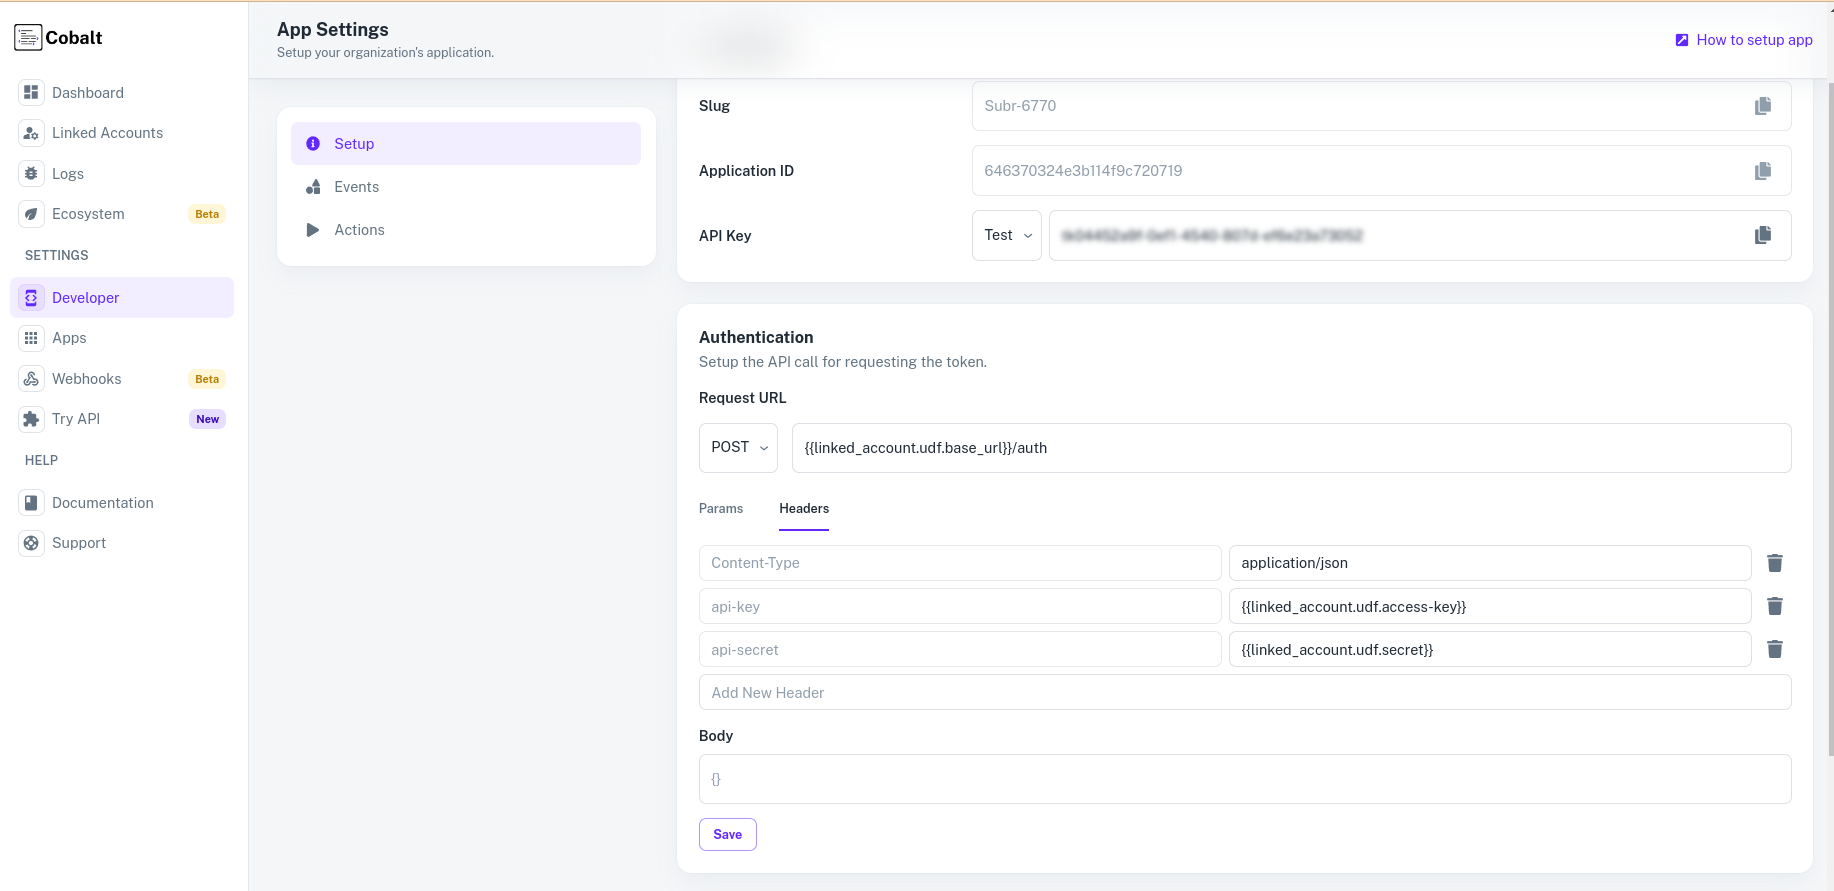 Cobalt
Dashboard
Linked Accounts
Logs
Ecosystem Beta
SETTINGS
Developer
Apps
Webhooks Beta
Try API New
HELP
Documentation
Support
App Settings
Setup your organization's application.
How to setup app
Setup
Events
Actions
Slug Subr-6770
Application ID 646370324e3b114f9c720719
API Key Test
Authentication
Setup the API call for requesting the token.
Request URL
POST {{linked_account.udf.base_url}}/auth
Params Headers
Content-Type application/json
api-key {{linked_account.udf.access-key}}
api-secret {{linked_account.udf.secret}}
Add New Header
Body
{}
Save